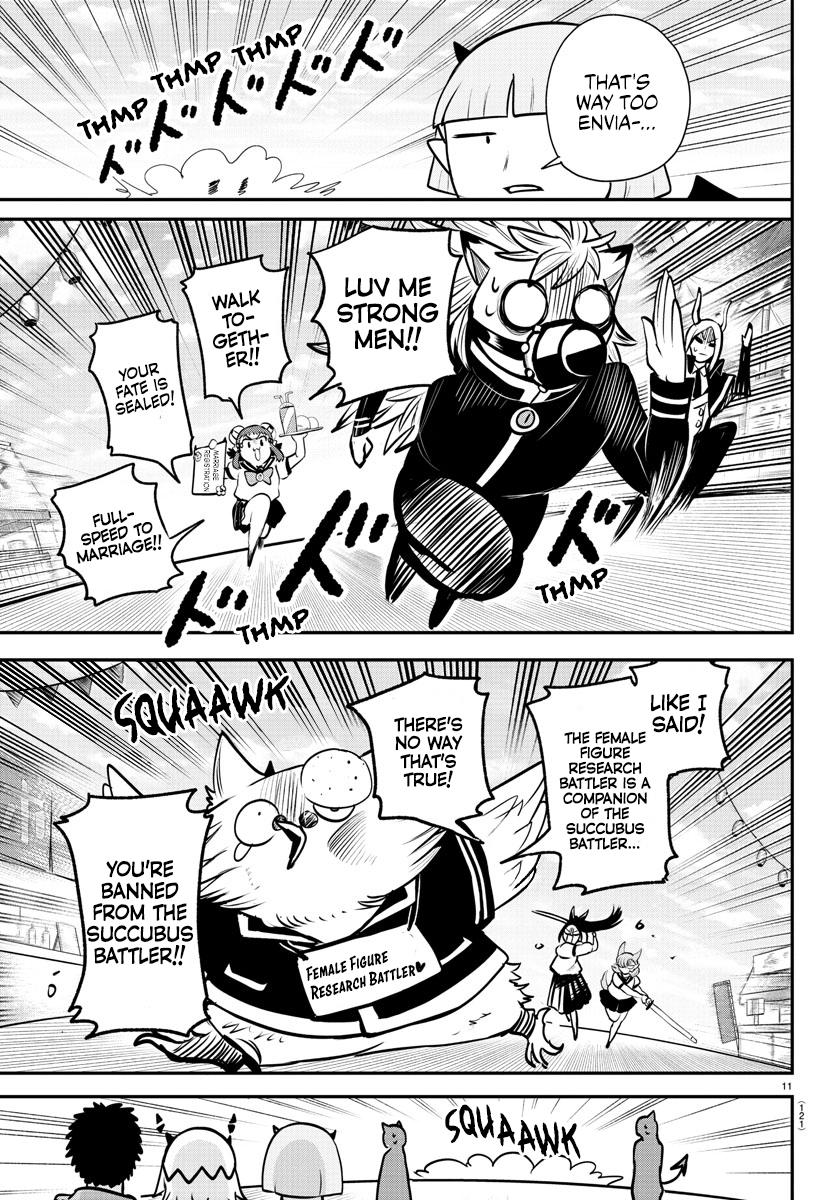 THAT'S
WAY TOO
ENVIA-...
THMP
THMP
THMP
THMP
ドドドドド
LUV ME
STRONG
MEN!!
WALK
TO-
GETH-
ER!!
YOUR
FATE IS
SEALED!
MARRIAGE
REGISTRATION
FULL-
SPEED TO
MARRIAGE!!
ドドド
THMP
THMP
LIKE I
SAID!
THE FEMALE
FIGURE
RESEARCH
BATTLER IS A
COMPANION
OF THE
SUCCUBUS
BATTLER...
THERE'S
NO WAY
THAT'S
TRUE!
SQUAAWK
YOU'RE
BANNED
FROM THE
SUCCUBUS
BATTLER!!
FEMALE FIGURE
RESEARCH BATTLER♥
11
(121)
SQUAAWK